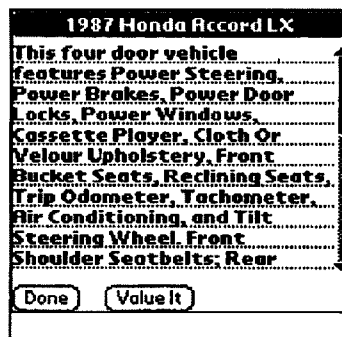 1987 Honda Accord LX
This four door vehicle
features Power Steering,
Power Brakes, Power Door
Locks, Power Windows,
Cassette Player, Cloth Or
Velour Upholstery, Front
Bucket Seats, Reclining Seats,
Trip Odometer, Tachometer,
Air Conditioning, and Tilt
Steering Wheel. Front
Shoulder Seatbelts; Rear
Done Value It